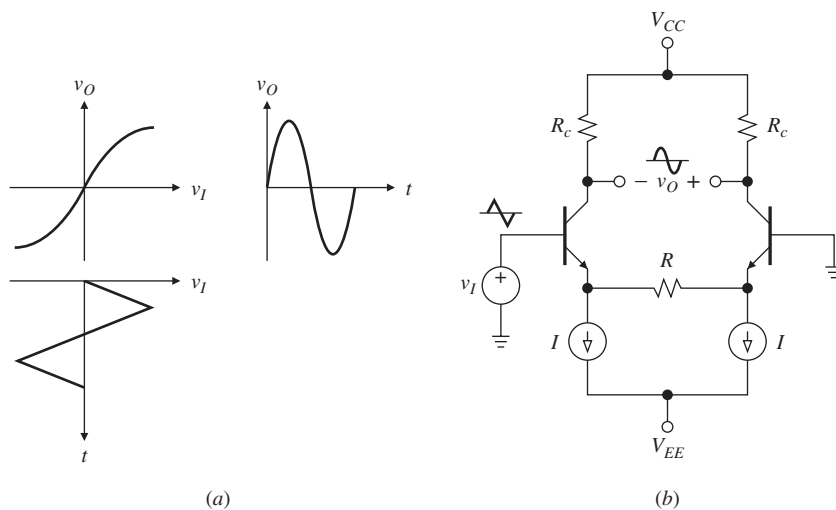 v_O
v_I
v_I
t
v_O
t
(a)
V_CC
R_c
R_c
− v_O +
v_I
+
R
I
I
V_EE
(b)